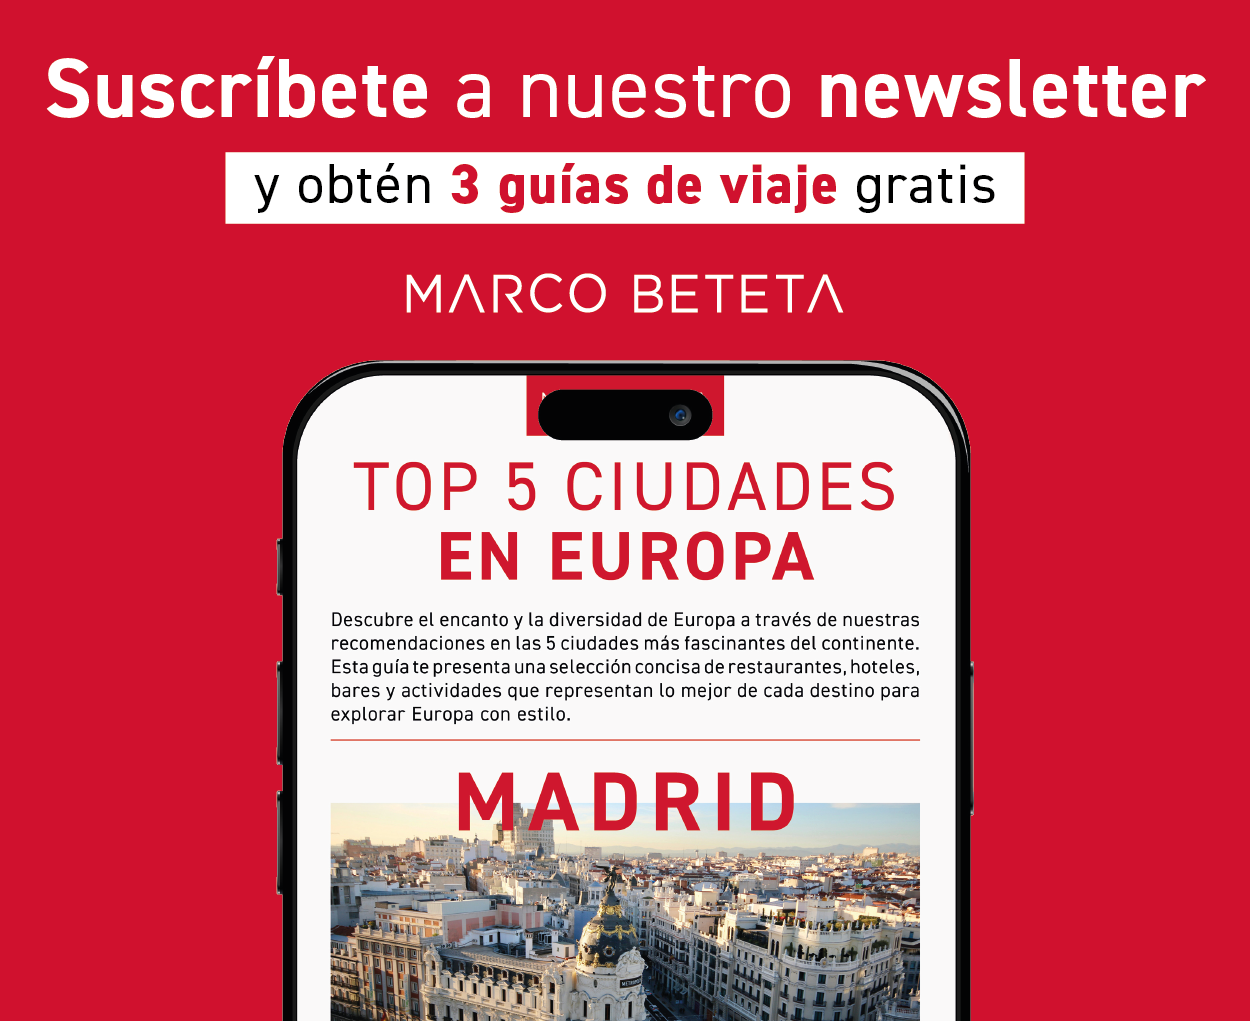 Suscríbete a nuestro newsletter
y obtén 3 guías de viaje gratis
MARCO BETETA
TOP 5 CIUDADES
EN EUROPA
Descubre el encanto y la diversidad de Europa a través de nuestras
recomendaciones en las 5 ciudades más fascinantes del continente.
Esta guía te presenta una selección concisa de restaurantes, hoteles,
bares y actividades que representan lo mejor de cada destino para
explorar Europa con estilo.
MADRID